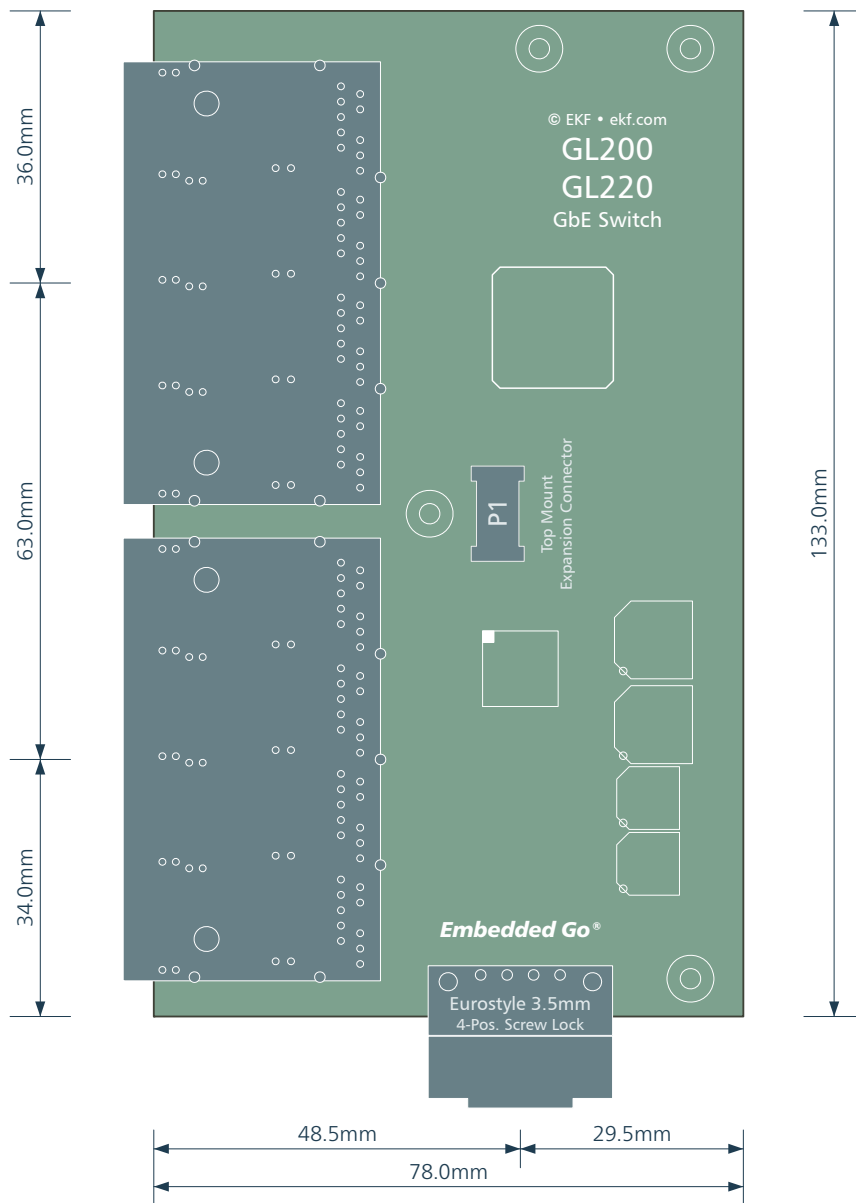 © EKF • ekf.com
GL200
GL220
GbE Switch
36.0mm
63.0mm
34.0mm
133.0mm
P1
Top Mount
Expansion Connector
Embedded Go®
Eurostyle 3.5mm
4-Pos. Screw Lock
48.5mm
29.5mm
78.0mm